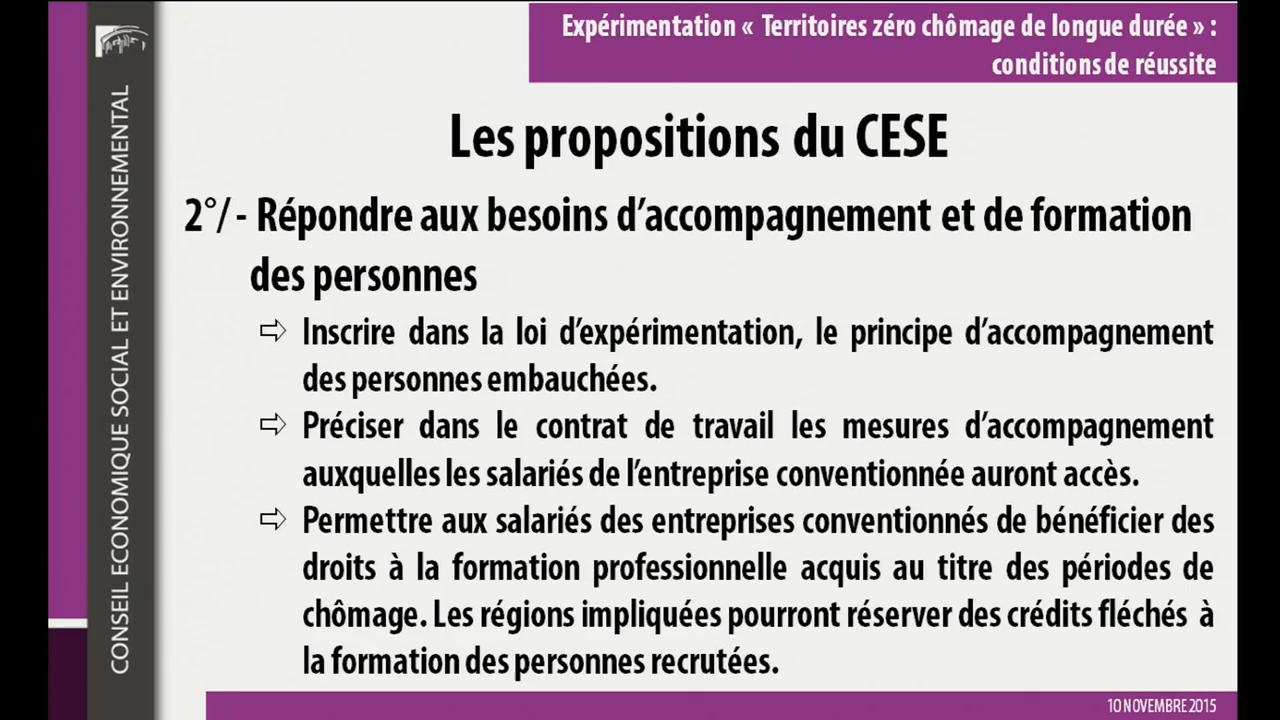 Expérimentation « Territoires zéro chômage de longue durée » :
conditions de réussite
CONSEIL ECONOMIQUE SOCIAL ET ENVIRONNEMENTAL
Les propositions du CESE
2°/ - Répondre aux besoins d’accompagnement et de formation
des personnes
⇨ Inscrire dans la loi d’expérimentation, le principe d’accompagnement
des personnes embauchées.
⇨ Préciser dans le contrat de travail les mesures d’accompagnement
auxquelles les salariés de l’entreprise conventionnée auront accès.
⇨ Permettre aux salariés des entreprises conventionnés de bénéficier des
droits à la formation professionnelle acquis au titre des périodes de
chômage. Les régions impliquées pourront réserver des crédits fléchés à
la formation des personnes recrutées.
10 NOVEMBRE 2015